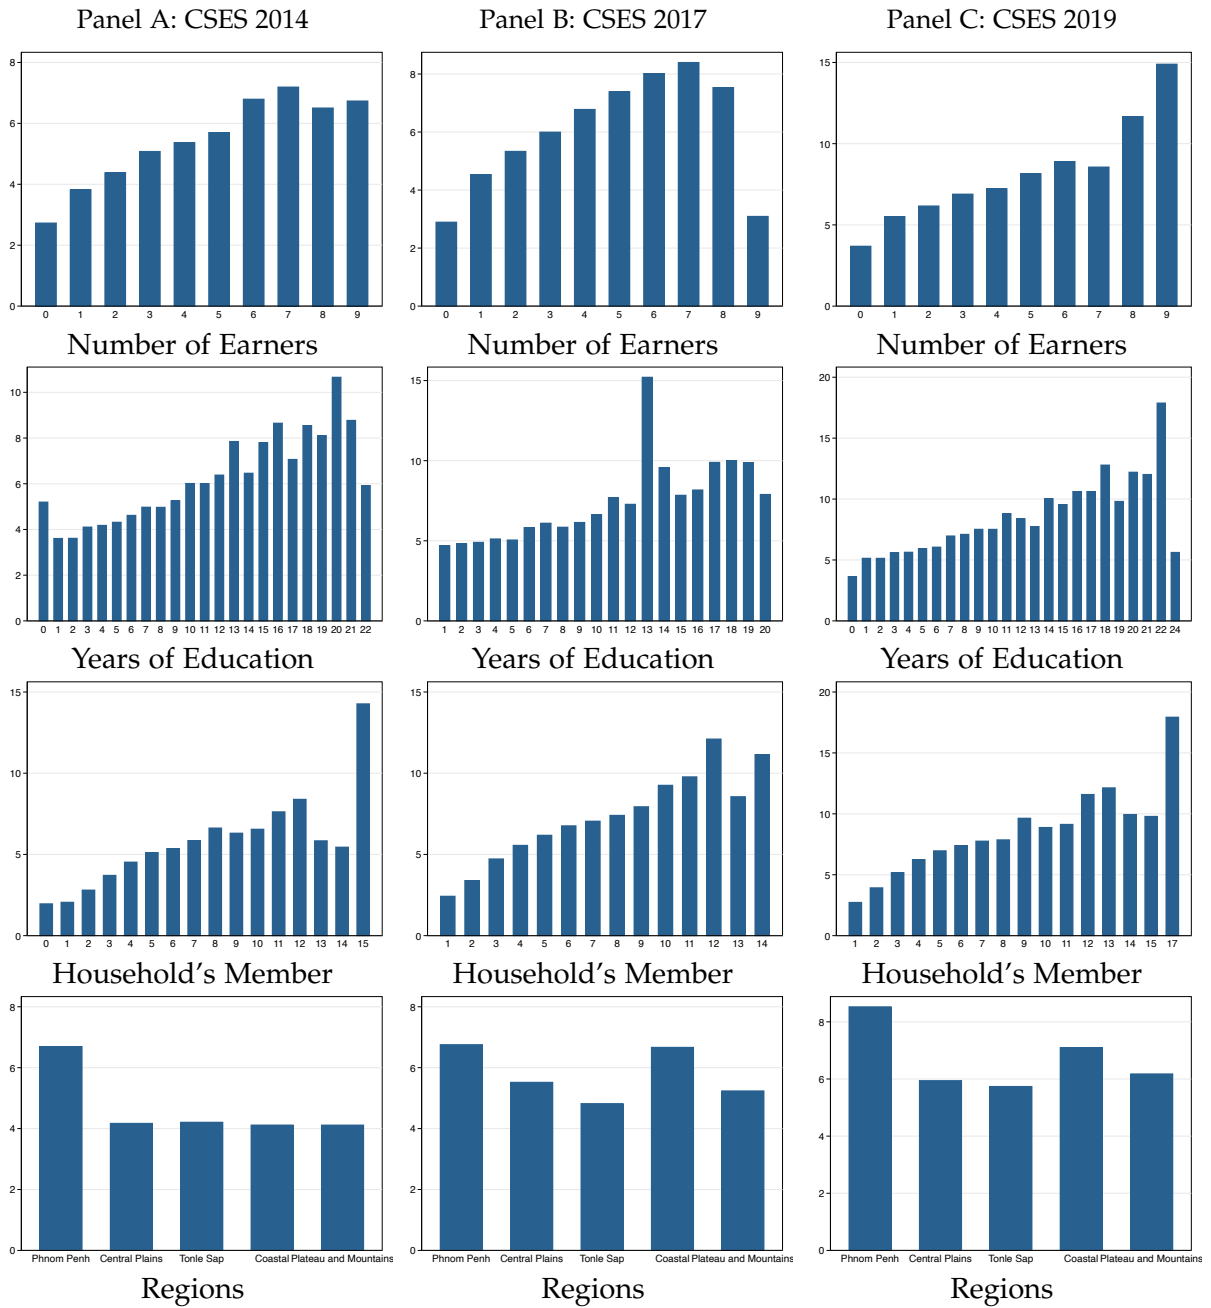 Panel A: CSES 2014
Panel B: CSES 2017
Panel C: CSES 2019
8
6
4
2
0
0 1 2 3 4 5 6 7 8 9
Number of Earners
8
6
4
2
0
0 1 2 3 4 5 6 7 8 9
Number of Earners
15
10
5
0
0 1 2 3 4 5 6 7 8 9
Number of Earners
10
8
6
4
2
0
0 1 2 3 4 5 6 7 8 9 10 11 12 13 14 15 16 17 18 19 20 21 22
Years of Education
15
10
5
0
1 2 3 4 5 6 7 8 9 10 11 12 13 14 15 16 17 18 19 20
Years of Education
20
15
10
5
0
0 1 2 3 4 5 6 7 8 9 10 11 12 13 14 15 16 17 18 19 20 21 22 24
Years of Education
15
10
5
0
0 1 2 3 4 5 6 7 8 9 10 11 12 13 14 15
Household's Member
15
10
5
0
1 2 3 4 5 6 7 8 9 10 11 12 13 14
Household's Member
20
15
10
5
0
1 2 3 4 5 6 7 8 9 10 11 12 13 14 15 17
Household's Member
8
6
4
2
0
Phnom Penh Central Plains Tonle Sap Coastal Plateau and Mountains
Regions
8
6
4
2
0
Phnom Penh Central Plains Tonle Sap Coastal Plateau and Mountains
Regions
8
6
4
2
0
Phnom Penh Central Plains Tonle Sap Coastal Plateau and Mountains
Regions